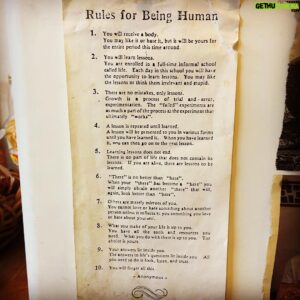 GETHU
Rules for Being Human
1. You will receive a body.
You may like it or hate it, but it will be yours for
the entire period this time around.
2. You will learn lessons.
You are enrolled in a full-time informal school
called life. Each day in this school you will have
the opportunity to learn lessons. You may like
the lessons or think them irrelevant and stupid.
3. There are no mistakes, only lessons.
Growth is a process of trial and error,
experimentation. The "failed" experiments are
as much a part of the process as the experiment that
ultimately "works".
4. A lesson is repeated until learned.
A lesson will be presented to you in various forms
until you have learned it. When you have learned
it, you can then go on to the next lesson.
5. Learning lessons does not end.
There is no part of life that does not contain its
lessons. If you are alive, there are lessons to be
learned.
6. "There" is no better than "here".
When your "there" has become a "here" you
will simply obtain another "there" that will,
again, look better than "here".
7. Others are merely mirrors of you.
You cannot love or hate something about another
person unless it reflects to you something you love
or hate about yourself.
8. What you make of your life is up to you.
You have all the tools and resources you
need. What you do with them is up to you. The
choice is yours.
9. Your answers lie inside you.
The answers to life's questions lie inside you. All
you need to do is look, listen, and trust.
10. You will forget all this.
- Anonymous -